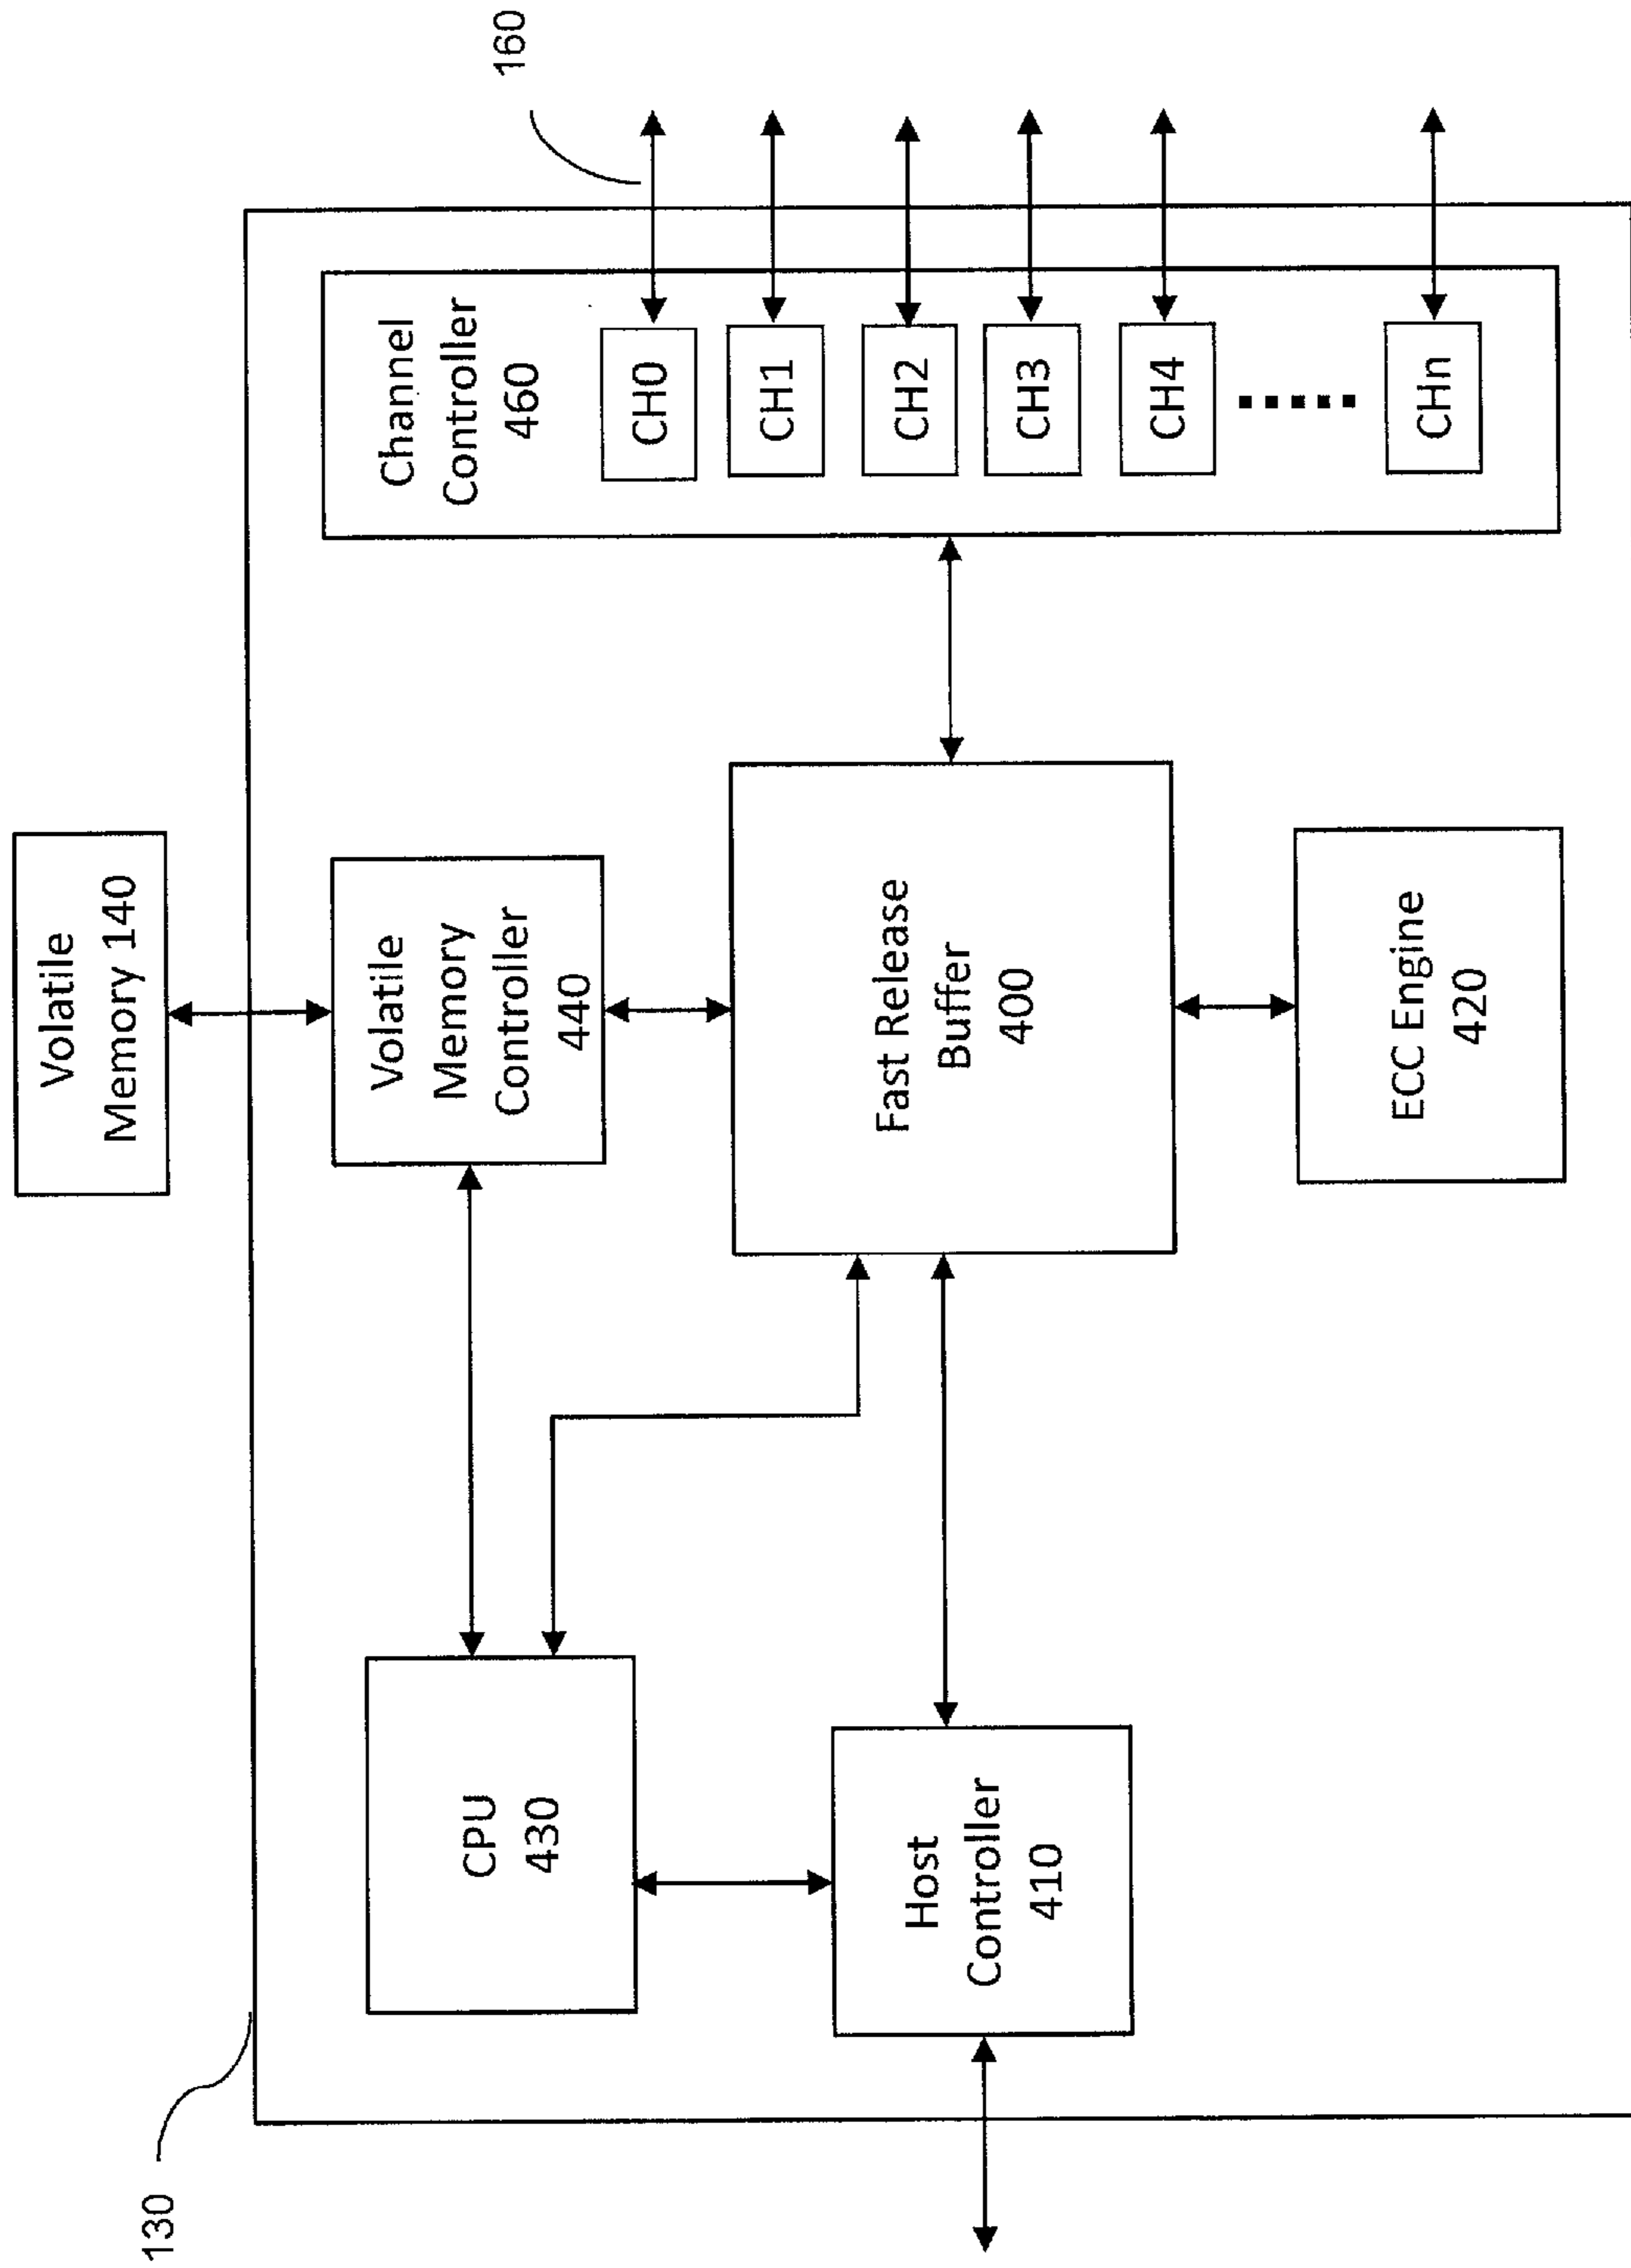 130
Volatile
Memory 140
160
CPU
430
Volatile
Memory
Controller
440
Channel
Controller
460
CH0
CH1
CH2
CH3
CH4
CHn
Host
Controller
410
Fast Release
Buffer
400
ECC Engine
420